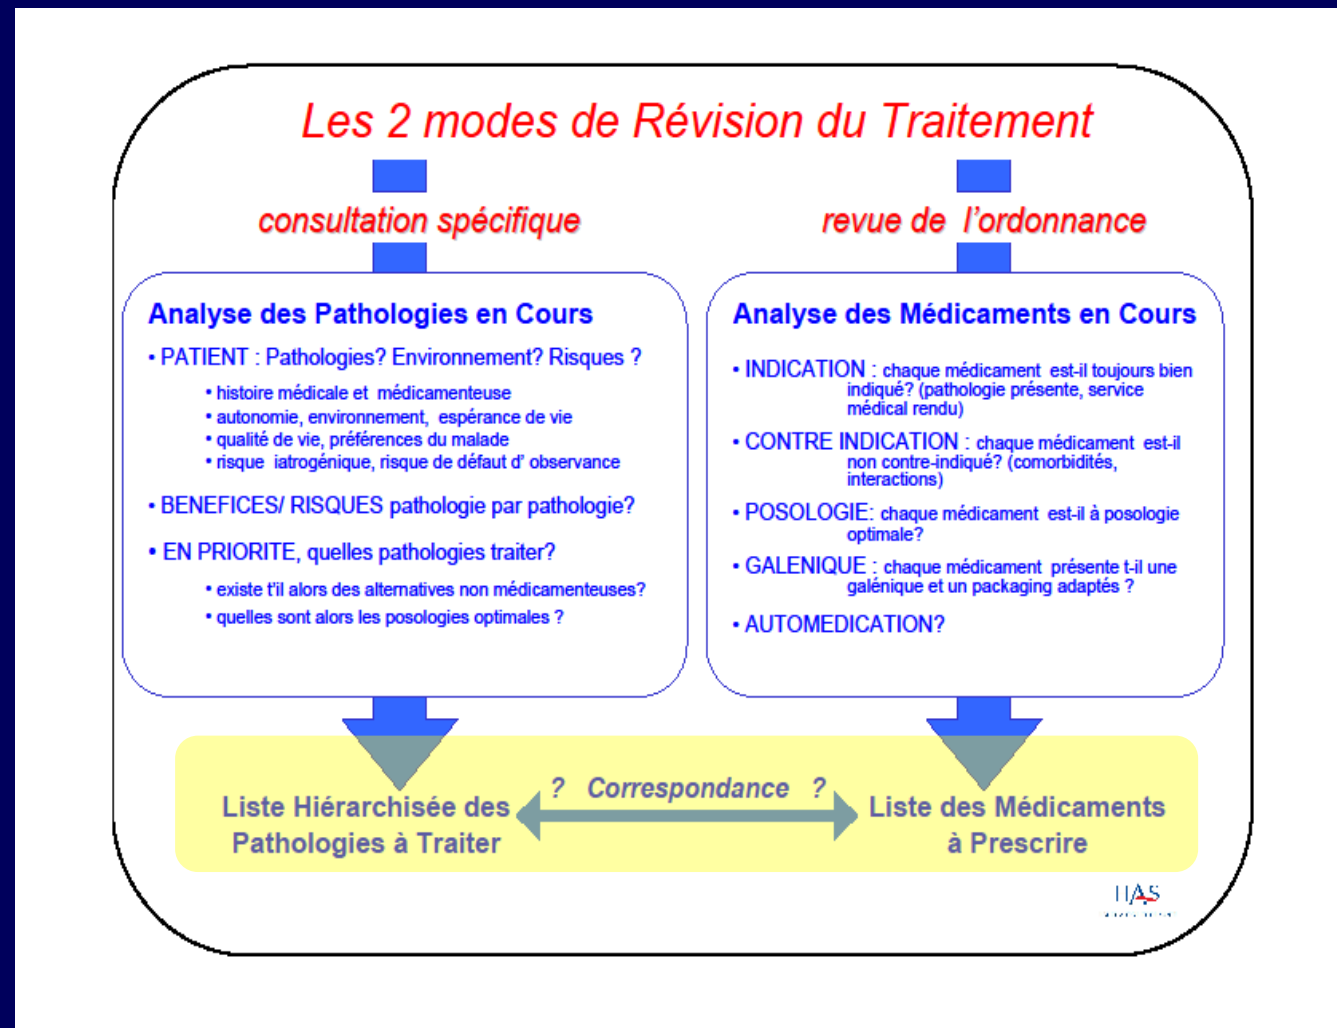 Les 2 modes de Révision du Traitement
consultation spécifique
revue de l'ordonnance
Analyse des Pathologies en Cours
• PATIENT : Pathologies? Environnement? Risques ?
• histoire médicale et médicamenteuse
• autonomie, environnement, espérance de vie
• qualité de vie, préférences du malade
• risque iatrogénique, risque de défaut d' observance
• BENEFICES/ RISQUES pathologie par pathologie?
• EN PRIORITE, quelles pathologies traiter?
• existe t'il alors des alternatives non médicamenteuses?
• quelles sont alors les posologies optimales ?
Analyse des Médicaments en Cours
• INDICATION : chaque médicament est-il toujours bien
indiqué? (pathologie présente, service
médical rendu)
• CONTRE INDICATION : chaque médicament est-il
non contre-indiqué? (comorbidités,
interactions)
• POSOLOGIE: chaque médicament est-il à posologie
optimale?
• GALENIQUE : chaque médicament présente t-il une
galénique et un packaging adaptés ?
• AUTOMEDICATION?
? Correspondance ?
Liste Hiérarchisée des
Pathologies à Traiter
Liste des Médicaments
à Prescrire
HAS